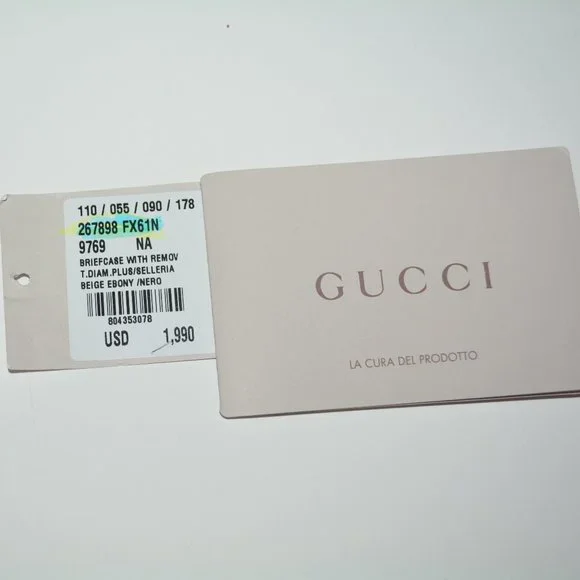 110 / 055 / 090 / 178
267898 FX61N
9769 NA
BRIEFCASE WITH REMOV
T.DIAM.PLUS/SELLERIA
BEIGE EBONY /NERO
804353078
USD 1,990
GUCCI
LA CURA DEL PRODOTTO